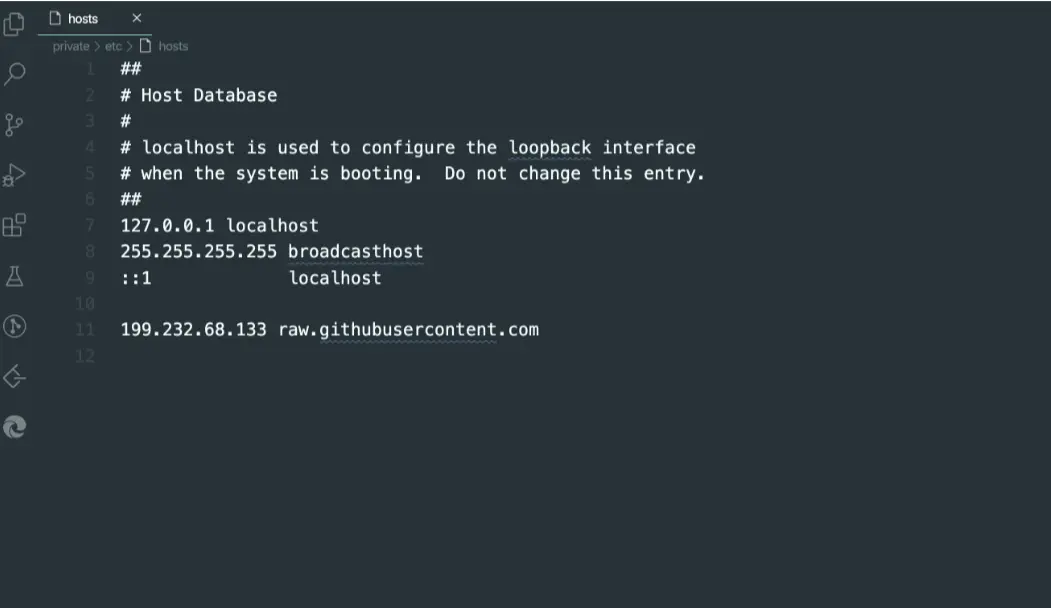 hosts
private > etc > hosts
1 ##
2 # Host Database
3 #
4 # localhost is used to configure the loopback interface
5 # when the system is booting.  Do not change this entry.
6 ##
7 127.0.0.1 localhost
8 255.255.255.255 broadcasthost
9 ::1             localhost
10
11 199.232.68.133 raw.githubusercontent.com
12